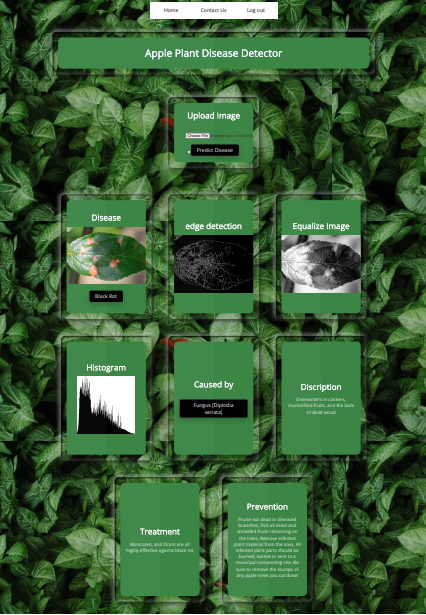 Home Contact Us Log out
Apple Plant Disease Detector
Upload Image
Choose File
Predict Disease
Disease
Black Rot
edge detection
Equalize Image
Histogram
Caused by
Fungus [Diplodia
seriata]
Discription
Overwinters in cankers,
mummified fruits, and the bark
of dead wood
Treatment
Mancozeb, and Ziram are all
highly effective against black rot
Prevention
Prune out dead or diseased
branches, Pick all dried and
shriveled fruits remaining on
the trees, Remove infected
plant material from the area, All
infected plant parts should be
burned, buried or sent to a
municipal composting site, Be
sure to remove the stumps of
any apple trees you cut down